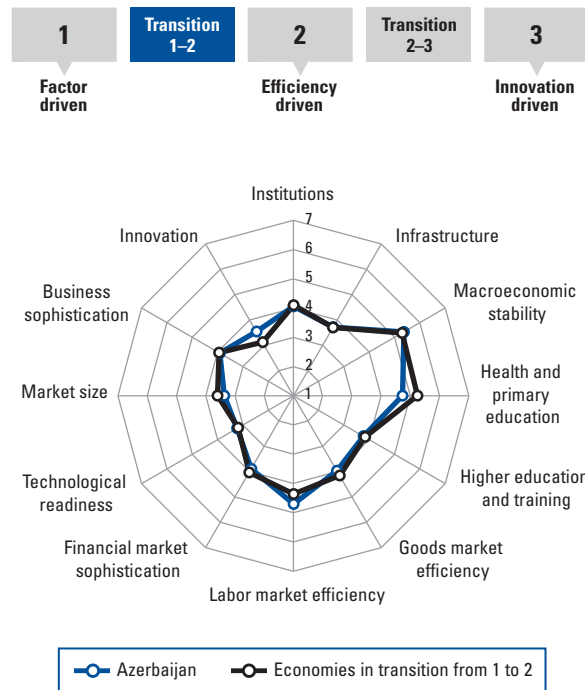 1
Transition
1–2
2
Transition
2–3
3
Factor
driven
Efficiency
driven
Innovation
driven
Institutions
7
Innovation
Infrastructure
6
5
Business
sophistication
Macroeconomic
stability
4
3
2
Market size
1
Health and
primary
education
Technological
readiness
Higher education
and training
Financial market
sophistication
Goods market
efficiency
Labor market efficiency
Azerbaijan
Economies in transition from 1 to 2